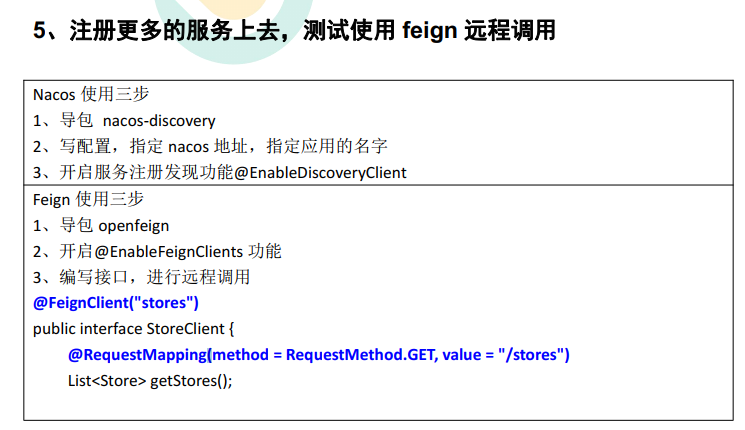 5、注册更多的服务上去，测试使用 feign 远程调用
Nacos 使用三步
1、导包 nacos-discovery
2、写配置，指定 nacos 地址，指定应用的名字
3、开启服务注册发现功能@EnableDiscoveryClient
Feign 使用三步
1、导包 openfeign
2、开启@EnableFeignClients 功能
3、编写接口，进行远程调用
@FeignClient("stores")
public interface StoreClient {
@RequestMapping(method = RequestMethod.GET, value = "/stores")
List<Store> getStores();